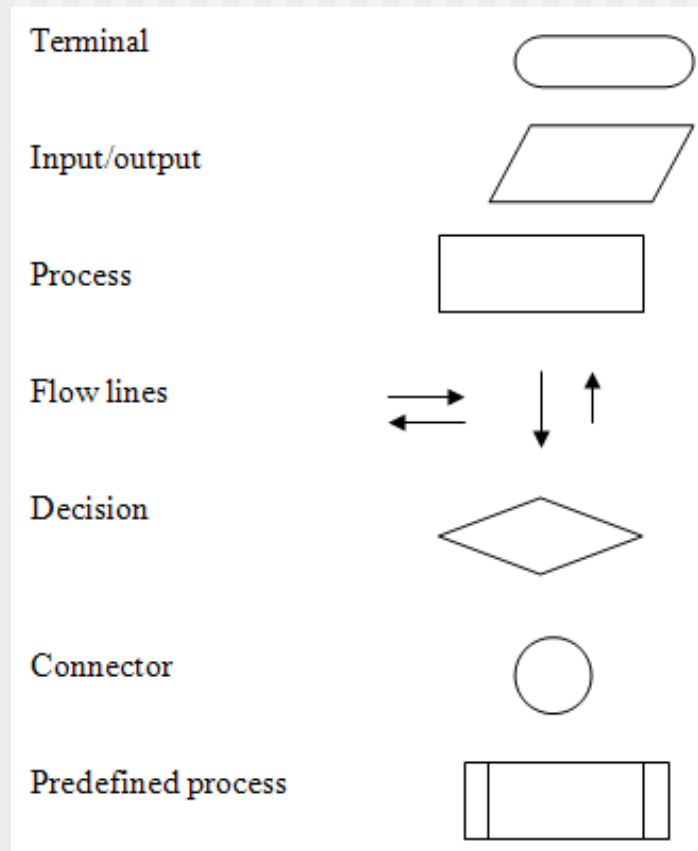 Terminal
Input/output
Process
Flow lines
Decision
Connector
Predefined process